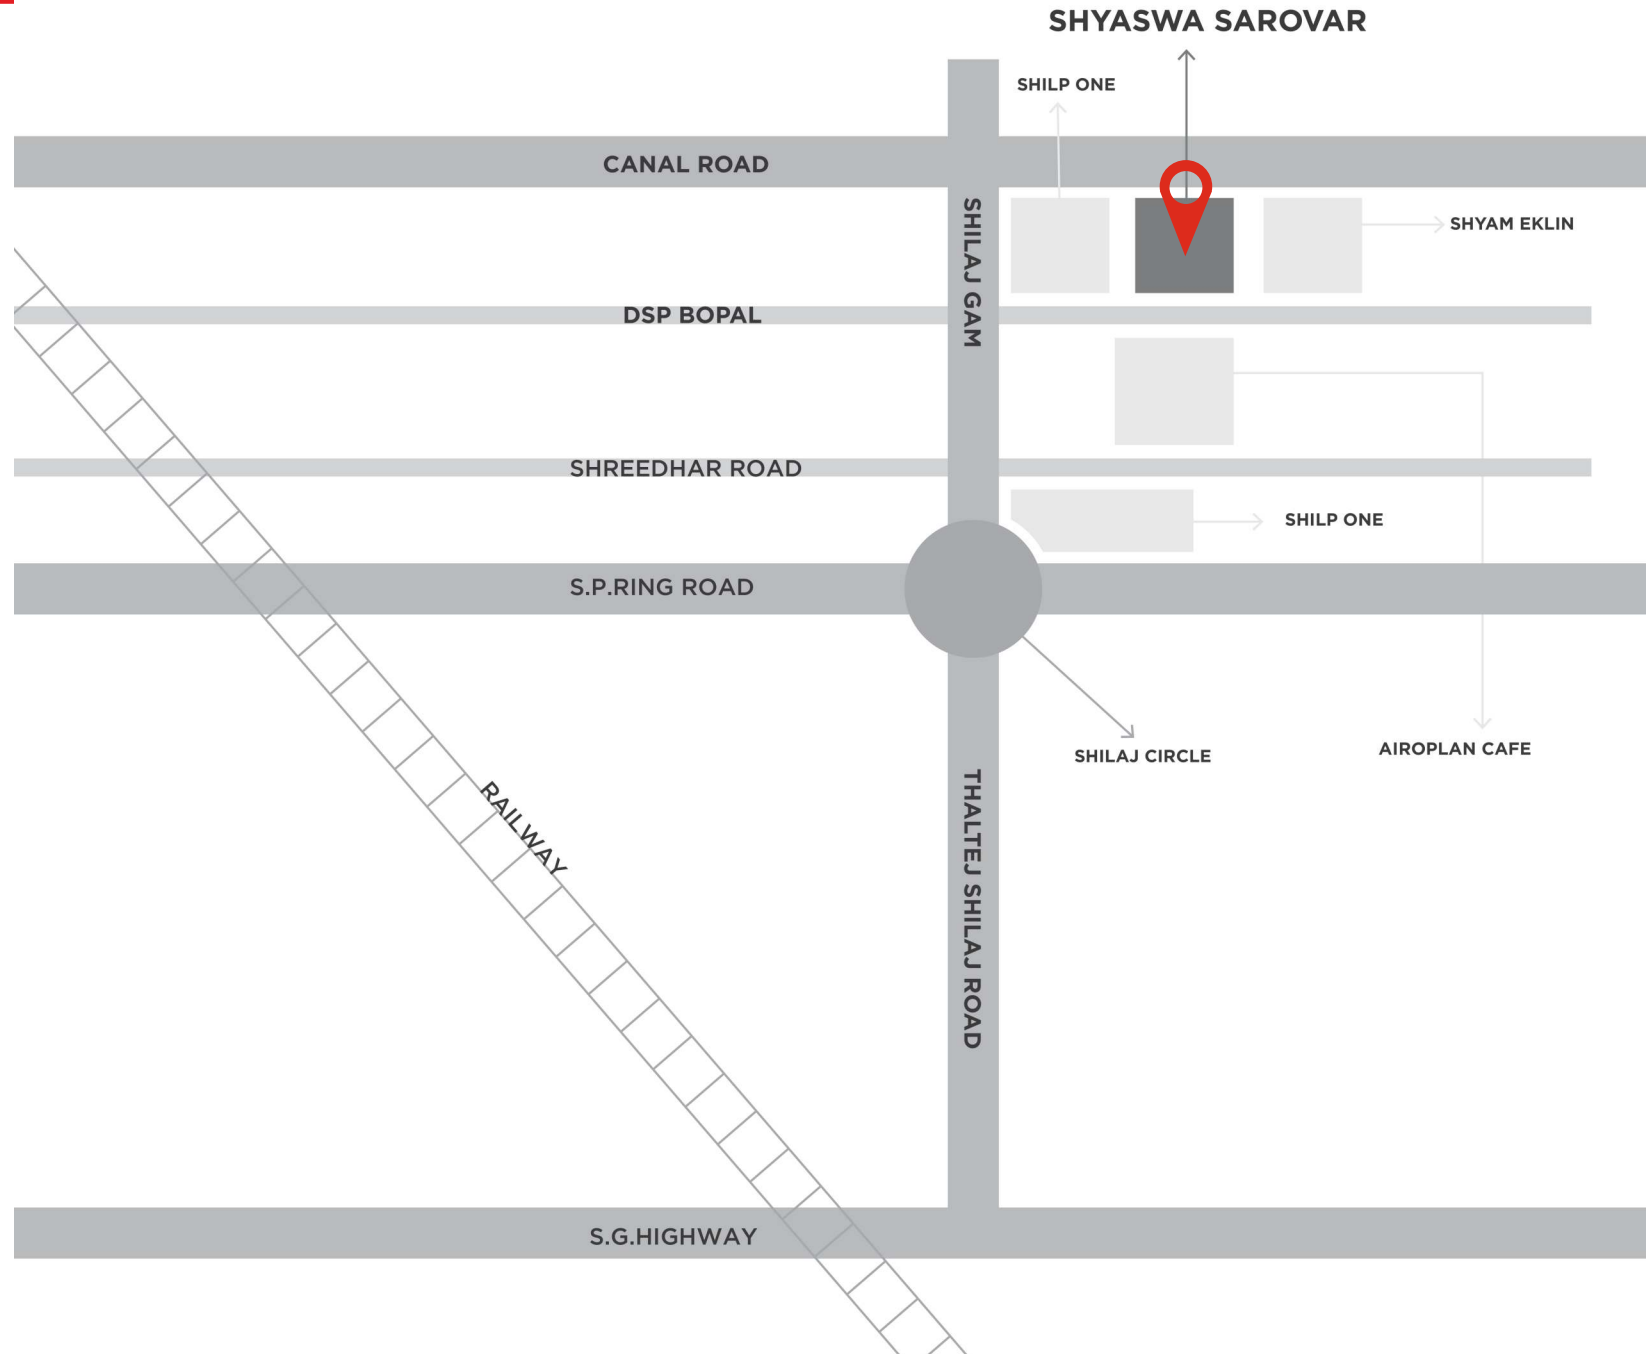 SHYASWA SAROVAR
SHILP ONE
CANAL ROAD
SHILAJ GAM
SHYAM EKLIN
DSP BOPAL
SHREEDHAR ROAD
SHILP ONE
S.P.RING ROAD
SHILAJ CIRCLE
AIROPLAN CAFE
RAILWAY
THALTEJ SHILAJ ROAD
S.G.HIGHWAY